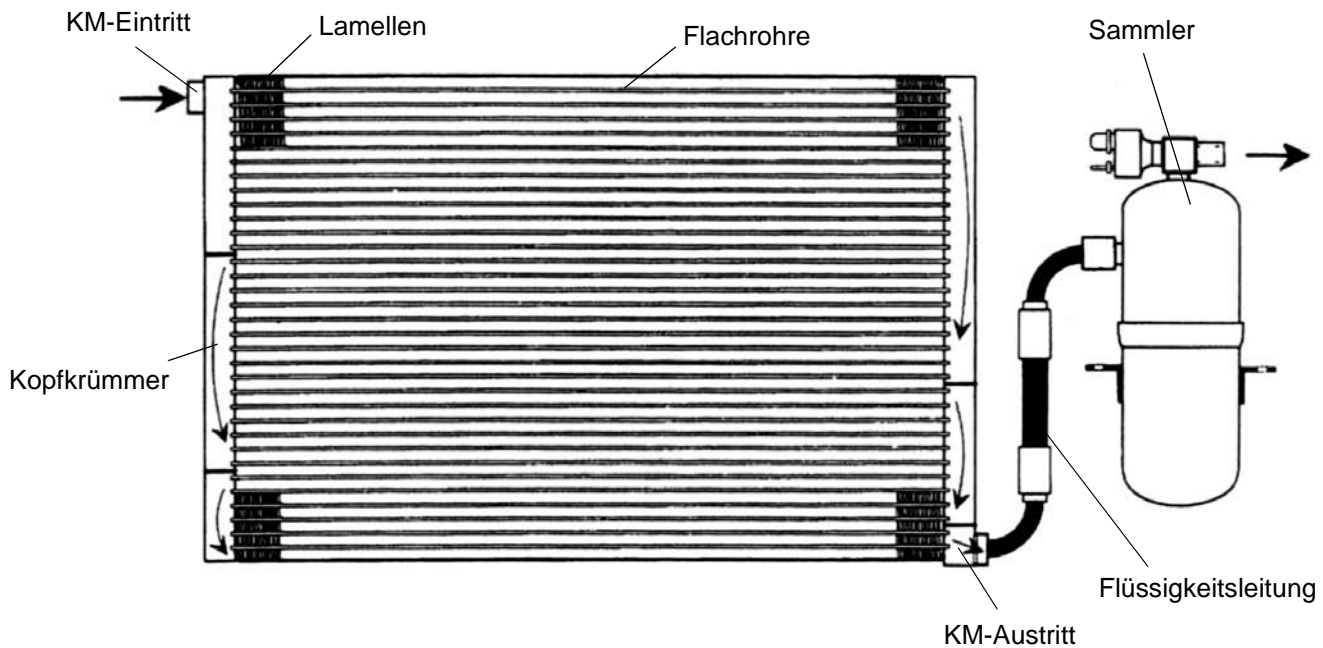 KM-Eintritt
Lamellen
Flachrohre
Sammler
Kopfkrümmer
Flüssigkeitsleitung
KM-Austritt